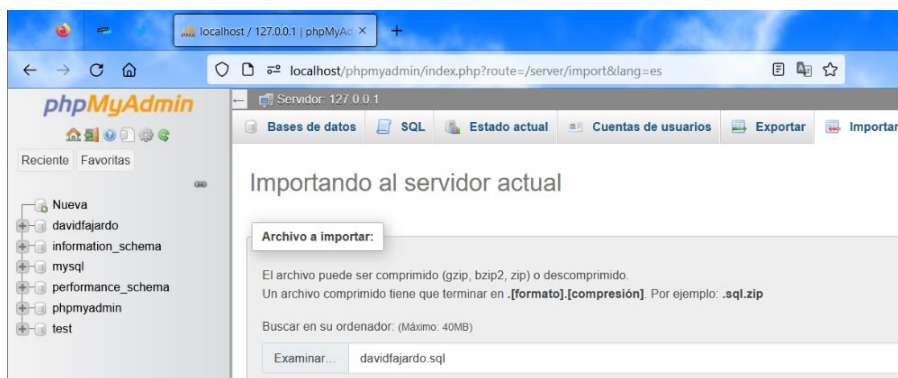 localhost / 127.0.0.1 | phpMyAd
localhost/phpmyadmin/index.php?route=/server/import&lang=es
phpMyAdmin
Reciente Favoritas
Nueva
davidfajardo
information_schema
mysql
performance_schema
phpmyadmin
test
Servidor: 127.0.0.1
Bases de datos SQL Estado actual Cuentas de usuarios Exportar Importar
Importando al servidor actual
Archivo a importar:
El archivo puede ser comprimido (gzip, bzip2, zip) o descomprimido.
Un archivo comprimido tiene que terminar en .[formato].[compresión]. Por ejemplo: .sql.zip
Buscar en su ordenador: (Máximo: 40MB)
Examinar... davidfajardo.sql